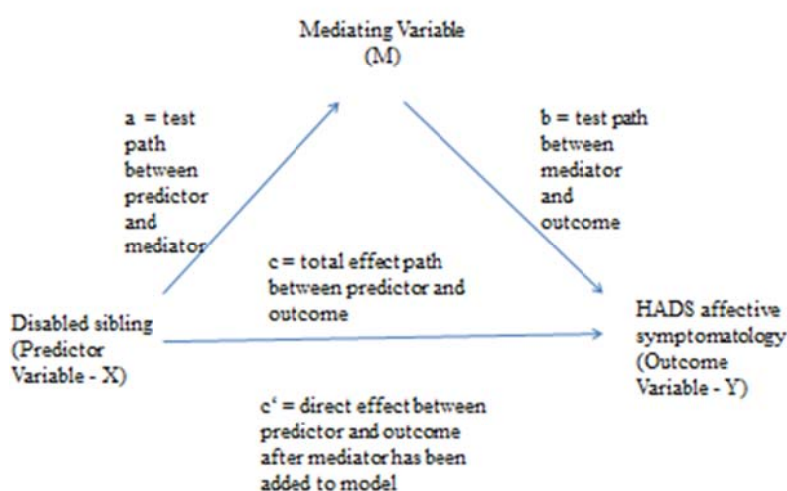 Mediating Variable
(M)
a = test
path
between
predictor
and
mediator
b = test path
between
mediator
and
outcome
c = total effect path
between predictor and
outcome
Disabled sibling
(Predictor
Variable - X)
HADS affective
symptomatology
(Outcome
Variable - Y)
c‘ = direct effect between
predictor and outcome
after mediator has been
added to model